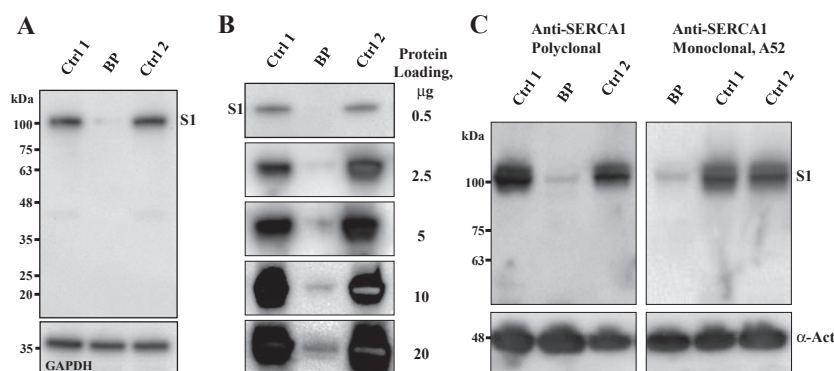 A
Ctrl 1
BP
Ctrl 2
kDa
100
75
63
48
35
25
20
S1
35
GAPDH
B
Ctrl 1
BP
Ctrl 2
Protein
Loading,
μg
S1
0.5
2.5
5
10
20
C
Anti-SERCA1
Polyclonal
Anti-SERCA1
Monoclonal, A52
Ctrl 1
BP
Ctrl 2
BP
Ctrl 1
Ctrl 2
kDa
100
75
63
S1
48
α-Act